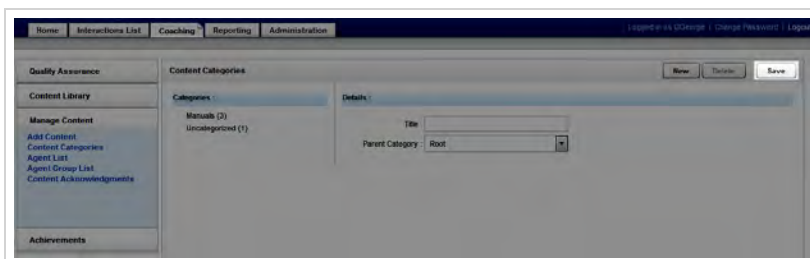 Home Interactions List Coaching Reporting Administration
Logged in as DGeorge | Change Password | Logout
Quality Assurance
Content Library
Manage Content
Add Content
Content Categories
Agent List
Agent Group List
Content Acknowledgments
Achievements
Content Categories
New Delete Save
Categories :
Manuals (3)
Uncategorized (1)
Details :
Title
Parent Category : Root